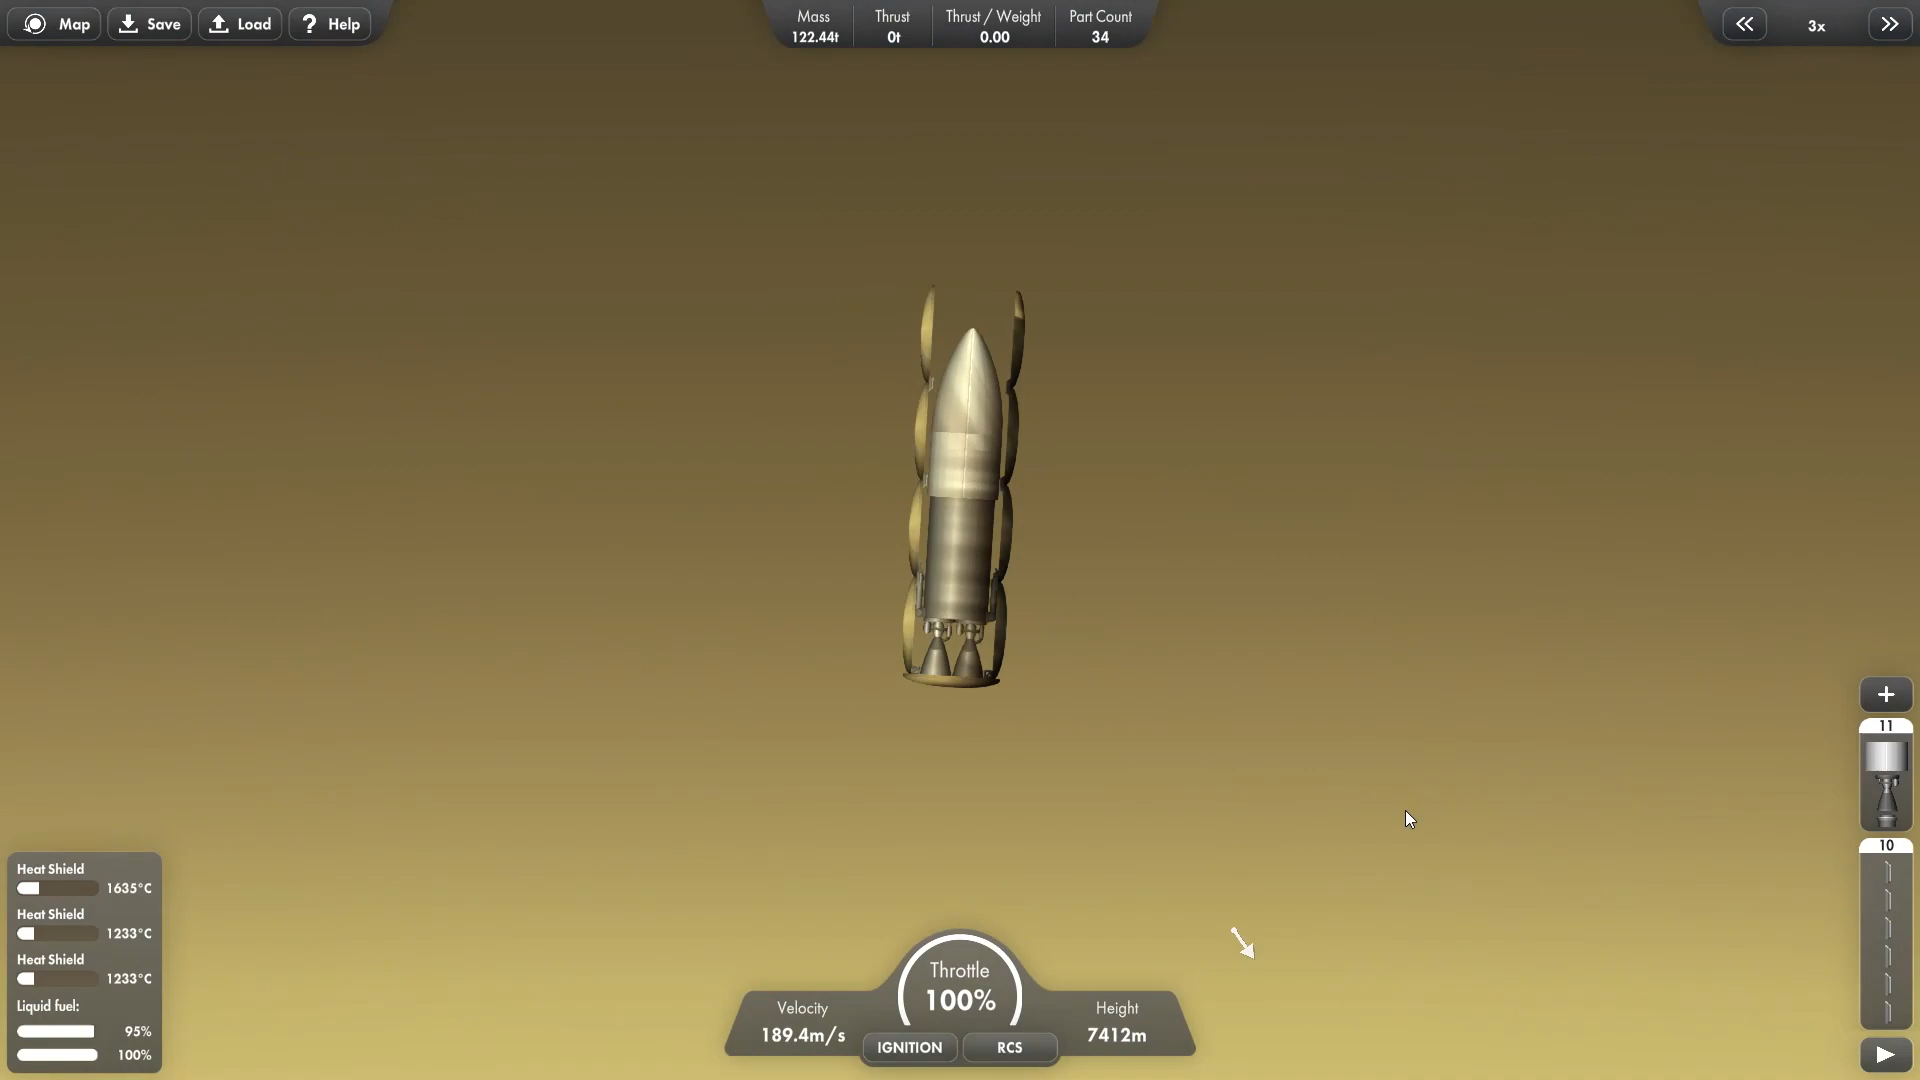 Map
Save
Load
? Help
Mass
122.44t
Thrust
0t
Thrust / Weight
0.00
Part Count
34
3x
11
10
Heat Shield
1635°C
Heat Shield
1233°C
Heat Shield
1233°C
Liquid fuel:
95%
100%
Throttle
100%
Velocity
189.4m/s
Height
7412m
IGNITION
RCS